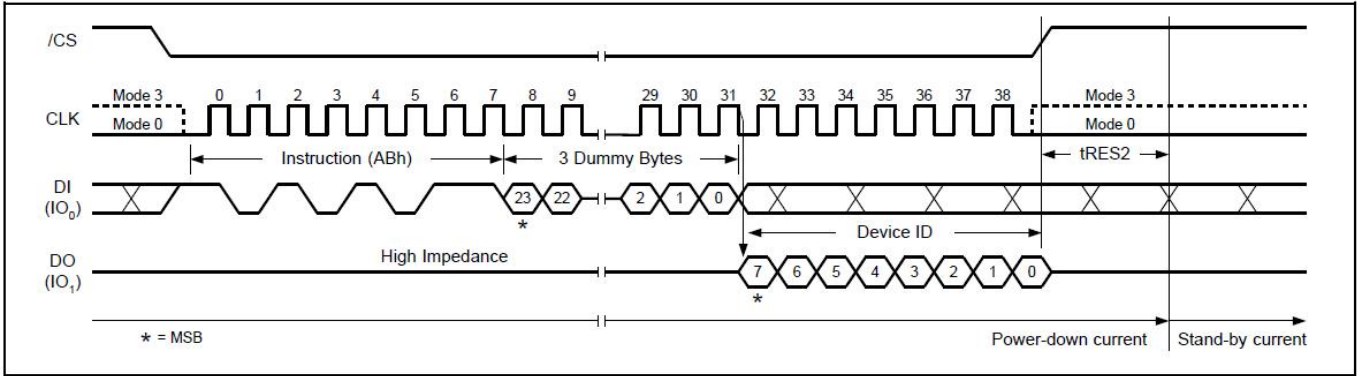 /CS
Mode 3 0 1 2 3 4 5 6 7 8 9 29 30 31 32 33 34 35 36 37 38 Mode 3
CLK
Mode 0 Mode 0
Instruction (ABh) 3 Dummy Bytes tRES2
DI
(IO0) 23 22 2 1 0
*
Device ID
High Impedance
DO
(IO1) 7 6 5 4 3 2 1 0
*
* = MSB
Power-down current Stand-by current